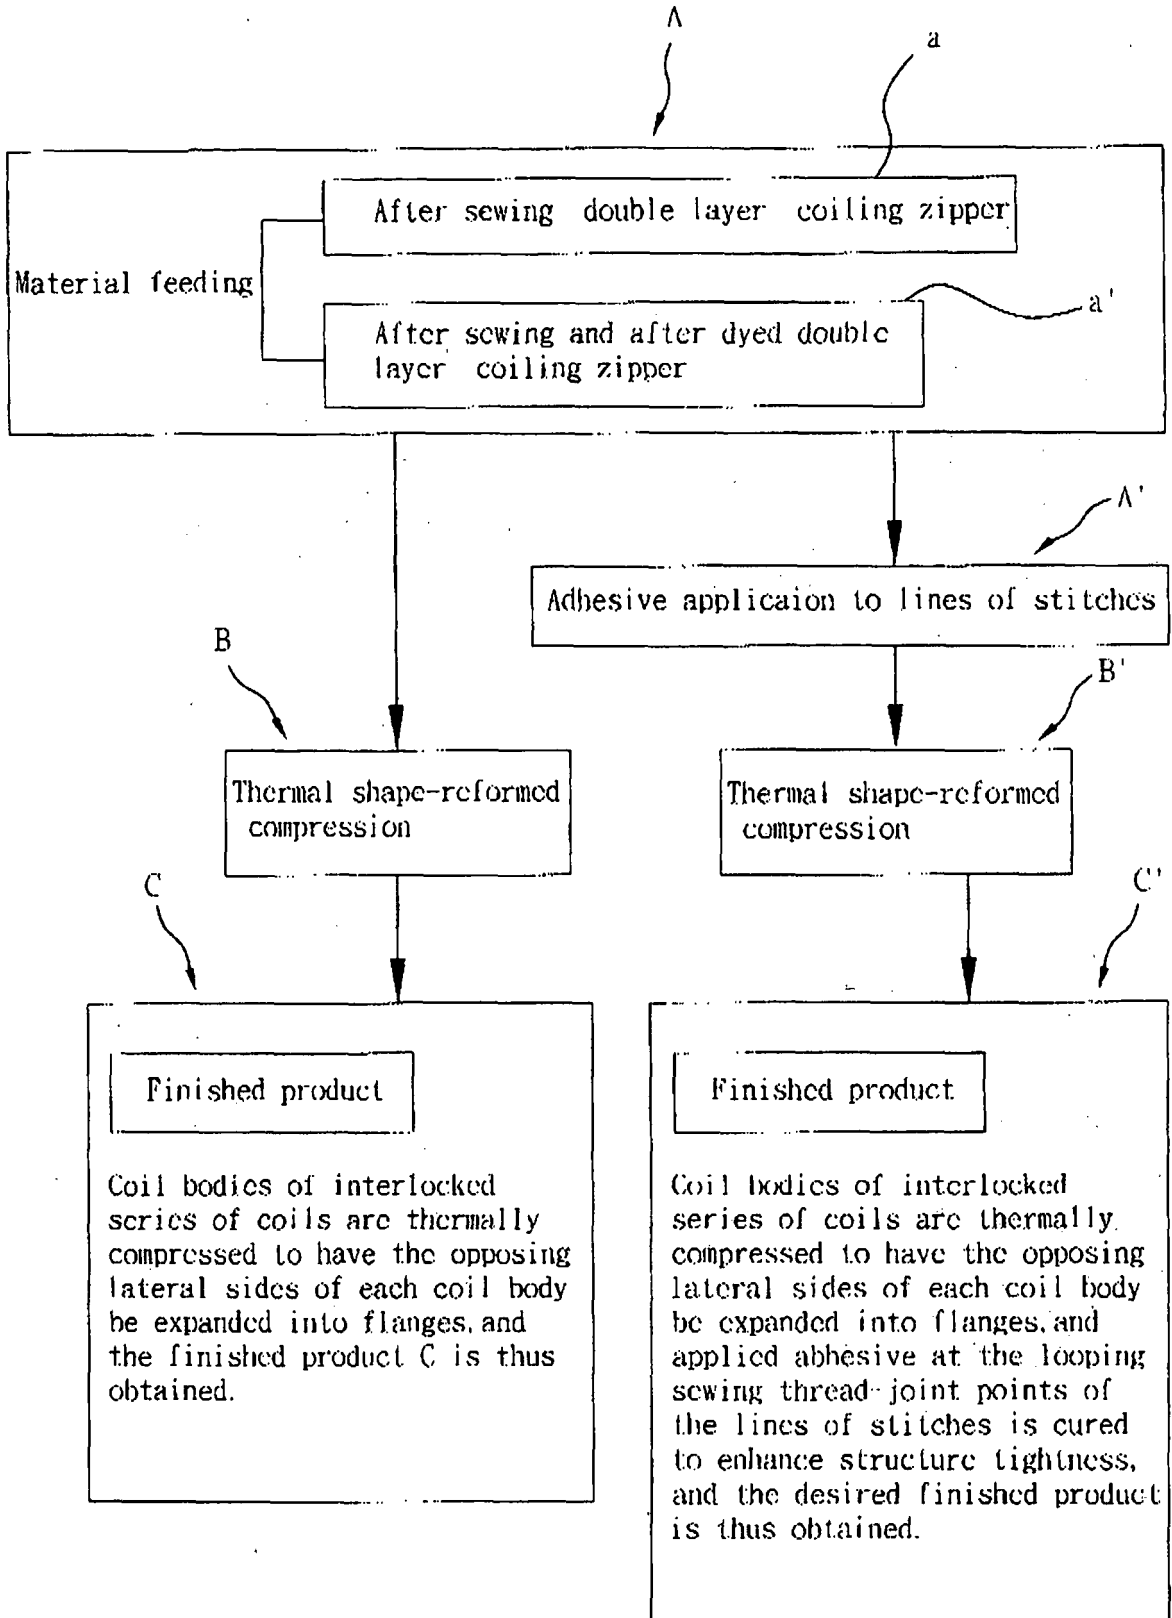 A
a
After sewing double layer coiling zipper
Material feeding
a'
After sewing and after dyed double
layer coiling zipper
A'
Adhesive applicaion to lines of stitches
B
B'
Thermal shape-reformed
compression
Thermal shape-reformed
compression
C
C'
Finished product
Coil bodies of interlocked
series of coils are thermally
compressed to have the opposing
lateral sides of each coil body
be expanded into flanges, and
the finished product C is thus
obtained.
Finished product
Coil bodies of interlocked
series of coils are thermally
compressed to have the opposing
lateral sides of each coil body
be expanded into flanges, and
applied abhesive at the looping
sewing thread-joint points of
the lines of stitches is cured
to enhance structure tightness,
and the desired finished product
is thus obtained.